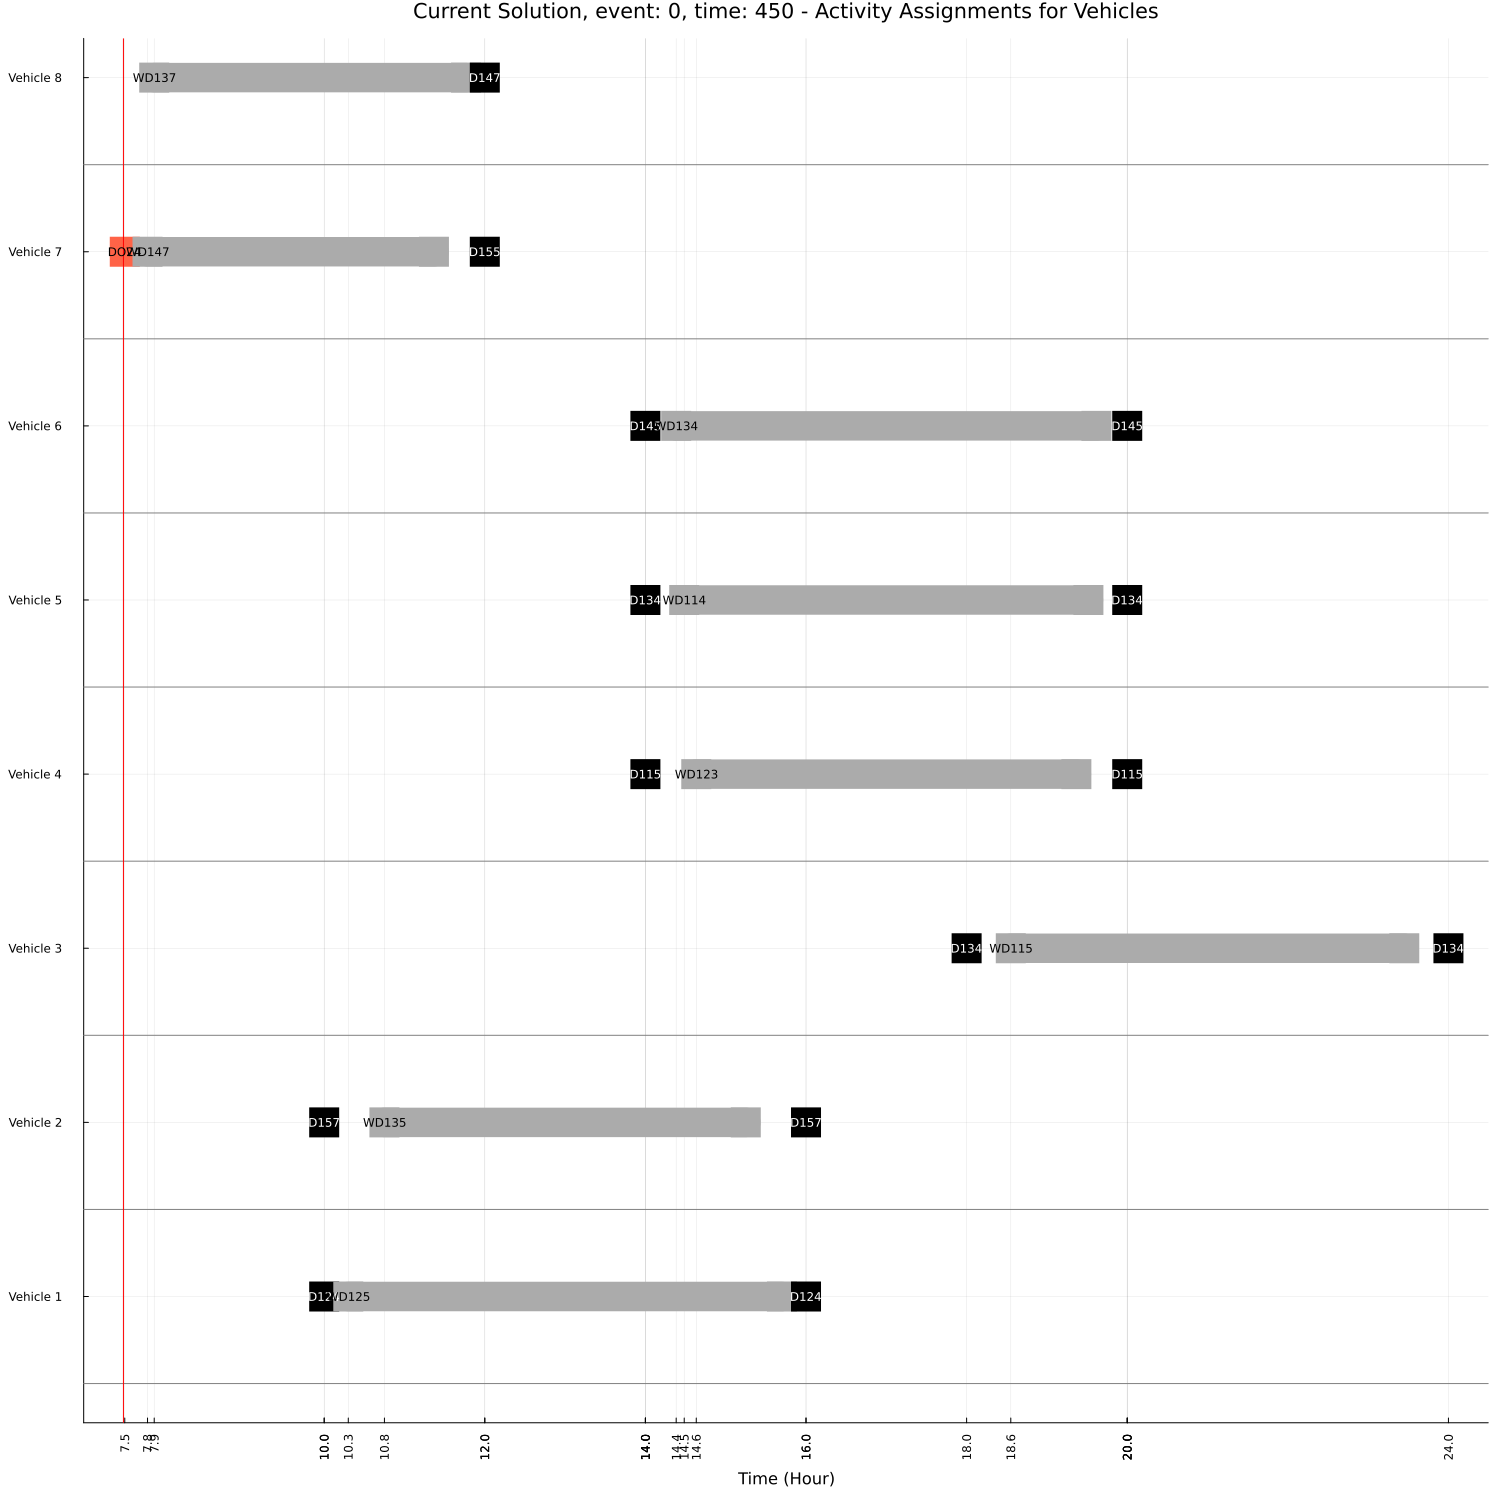 Current Solution, event: 0, time: 450 - Activity Assignments for Vehicles
Vehicle 8
WD137
D147
Vehicle 7
WD147
D155
Vehicle 6
D145
WD134
D145
Vehicle 5
D134
WD114
D134
Vehicle 4
D115
WD123
D115
Vehicle 3
D134
WD115
D134
Vehicle 2
D157
WD135
D157
Vehicle 1
WD125
D124
7.5
7.8
7.9
10.0
10.3
10.8
12.0
14.0
14.4
14.5
14.6
16.0
18.0
18.6
20.0
24.0
Time (Hour)